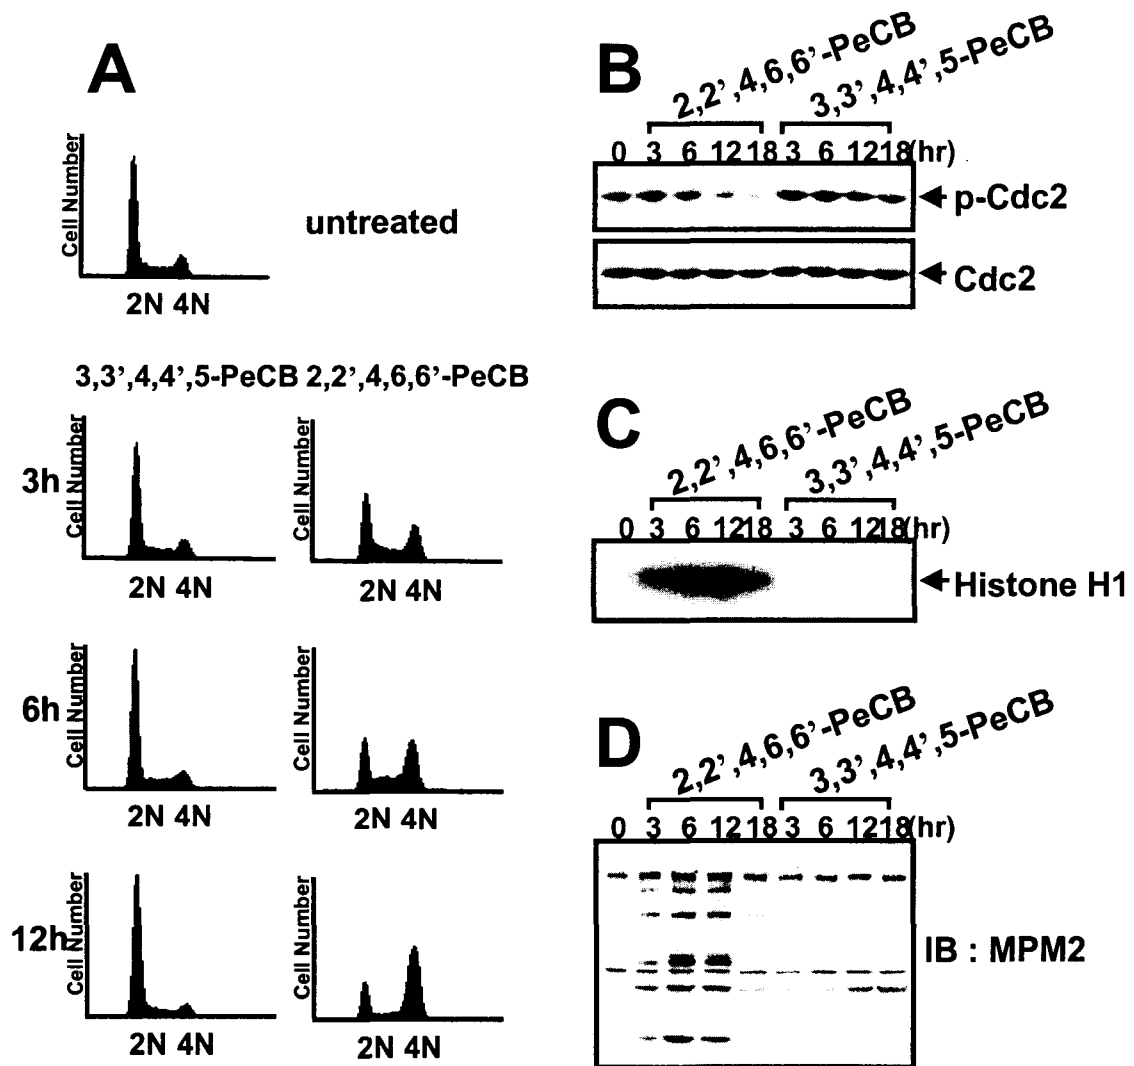 A
Cell Number
untreated
2N 4N
3,3',4,4',5-PeCB 2,2',4,6,6'-PeCB
3h Cell Number Cell Number
2N 4N 2N 4N
6h Cell Number Cell Number
2N 4N 2N 4N
12h Cell Number Cell Number
2N 4N 2N 4N
B
2,2',4,6,6'-PeCB 3,3',4,4',5-PeCB
0 3 6 12 18 3 6 12 18 (hr)
p-Cdc2
Cdc2
C
2,2',4,6,6'-PeCB 3,3',4,4',5-PeCB
0 3 6 12 18 3 6 12 18 (hr)
Histone H1
D
2,2',4,6,6'-PeCB 3,3',4,4',5-PeCB
0 3 6 12 18 3 6 12 18 (hr)
IB : MPM2